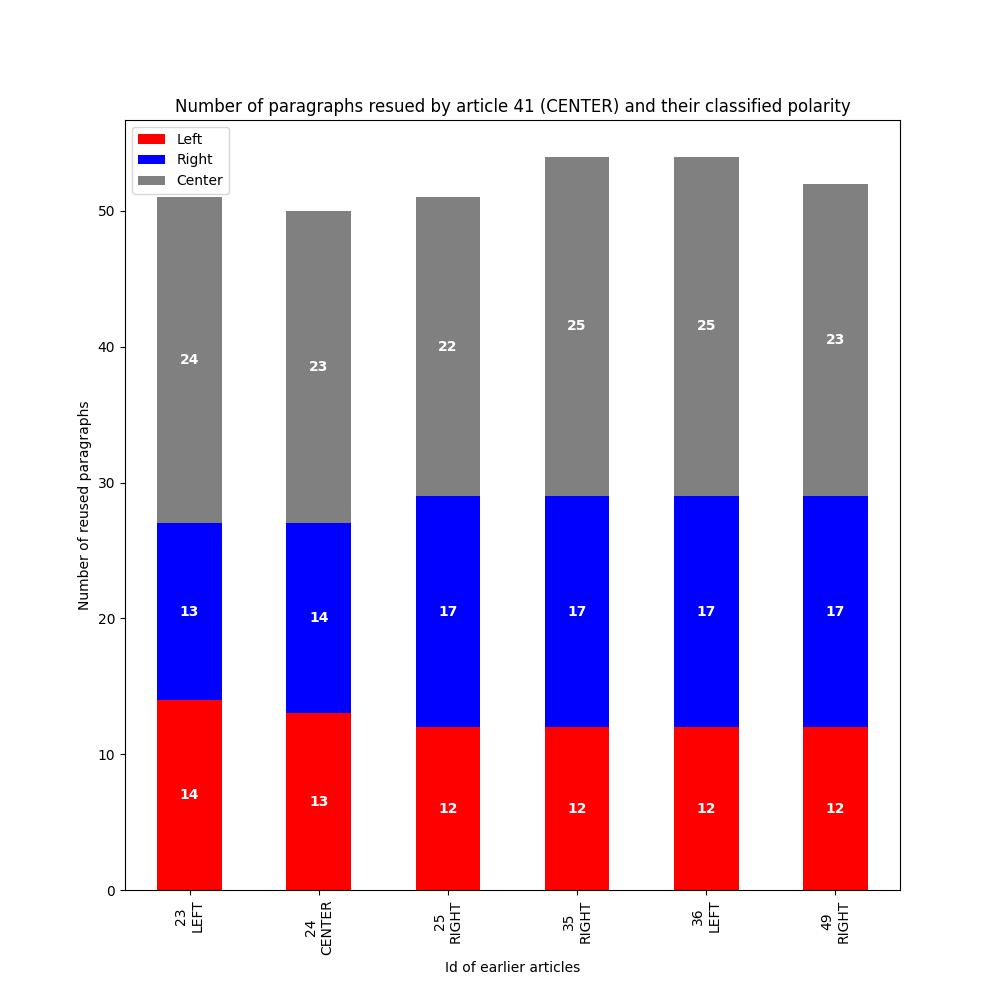 Number of paragraphs resued by article 41 (CENTER) and their classified polarity
Left
Right
Center
Number of reused paragraphs
50
40
30
20
10
0
24
23
22
25
25
23
13
14
17
17
17
17
14
13
12
12
12
12
23
LEFT
24
CENTER
25
RIGHT
35
RIGHT
36
LEFT
49
RIGHT
Id of earlier articles